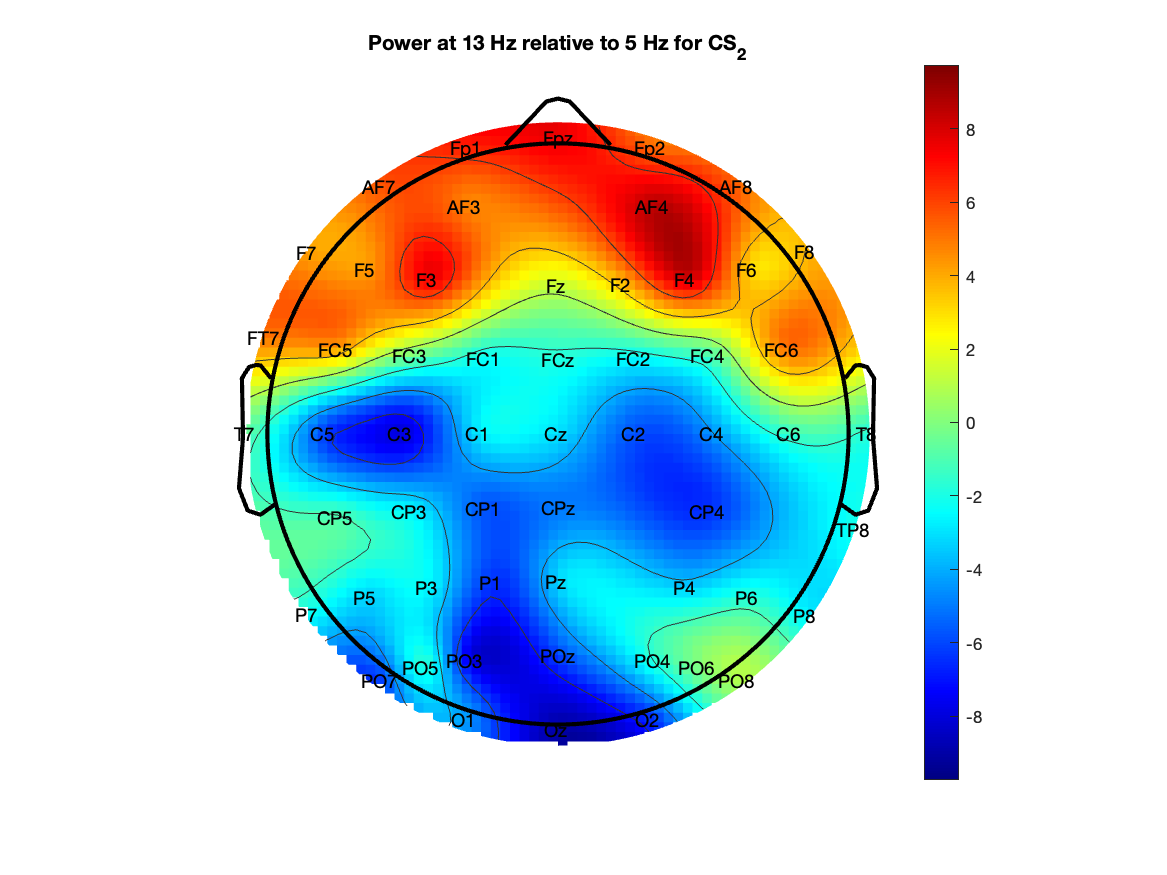 Power at 13 Hz relative to 5 Hz for CS2
Fp1 Epz Fp2
AF7 AF8
AF3 AF4
F7 F8
F5 F3 F4 F6
Fz F2
FT7
FC5 FC3 FC1 FCz FC2 FC4 FC6
T7 C5 C3 C1 Cz C2 C4 C6 T8
CP5 CP3 CP1 CPz CP4
TP8
P3 P1 Pz P4
P5 P6
P7 P8
PO5 PO3 POz PO4 PO6
PO7 PO8
O1 O2
Oz
8
6
4
2
0
-2
-4
-6
-8